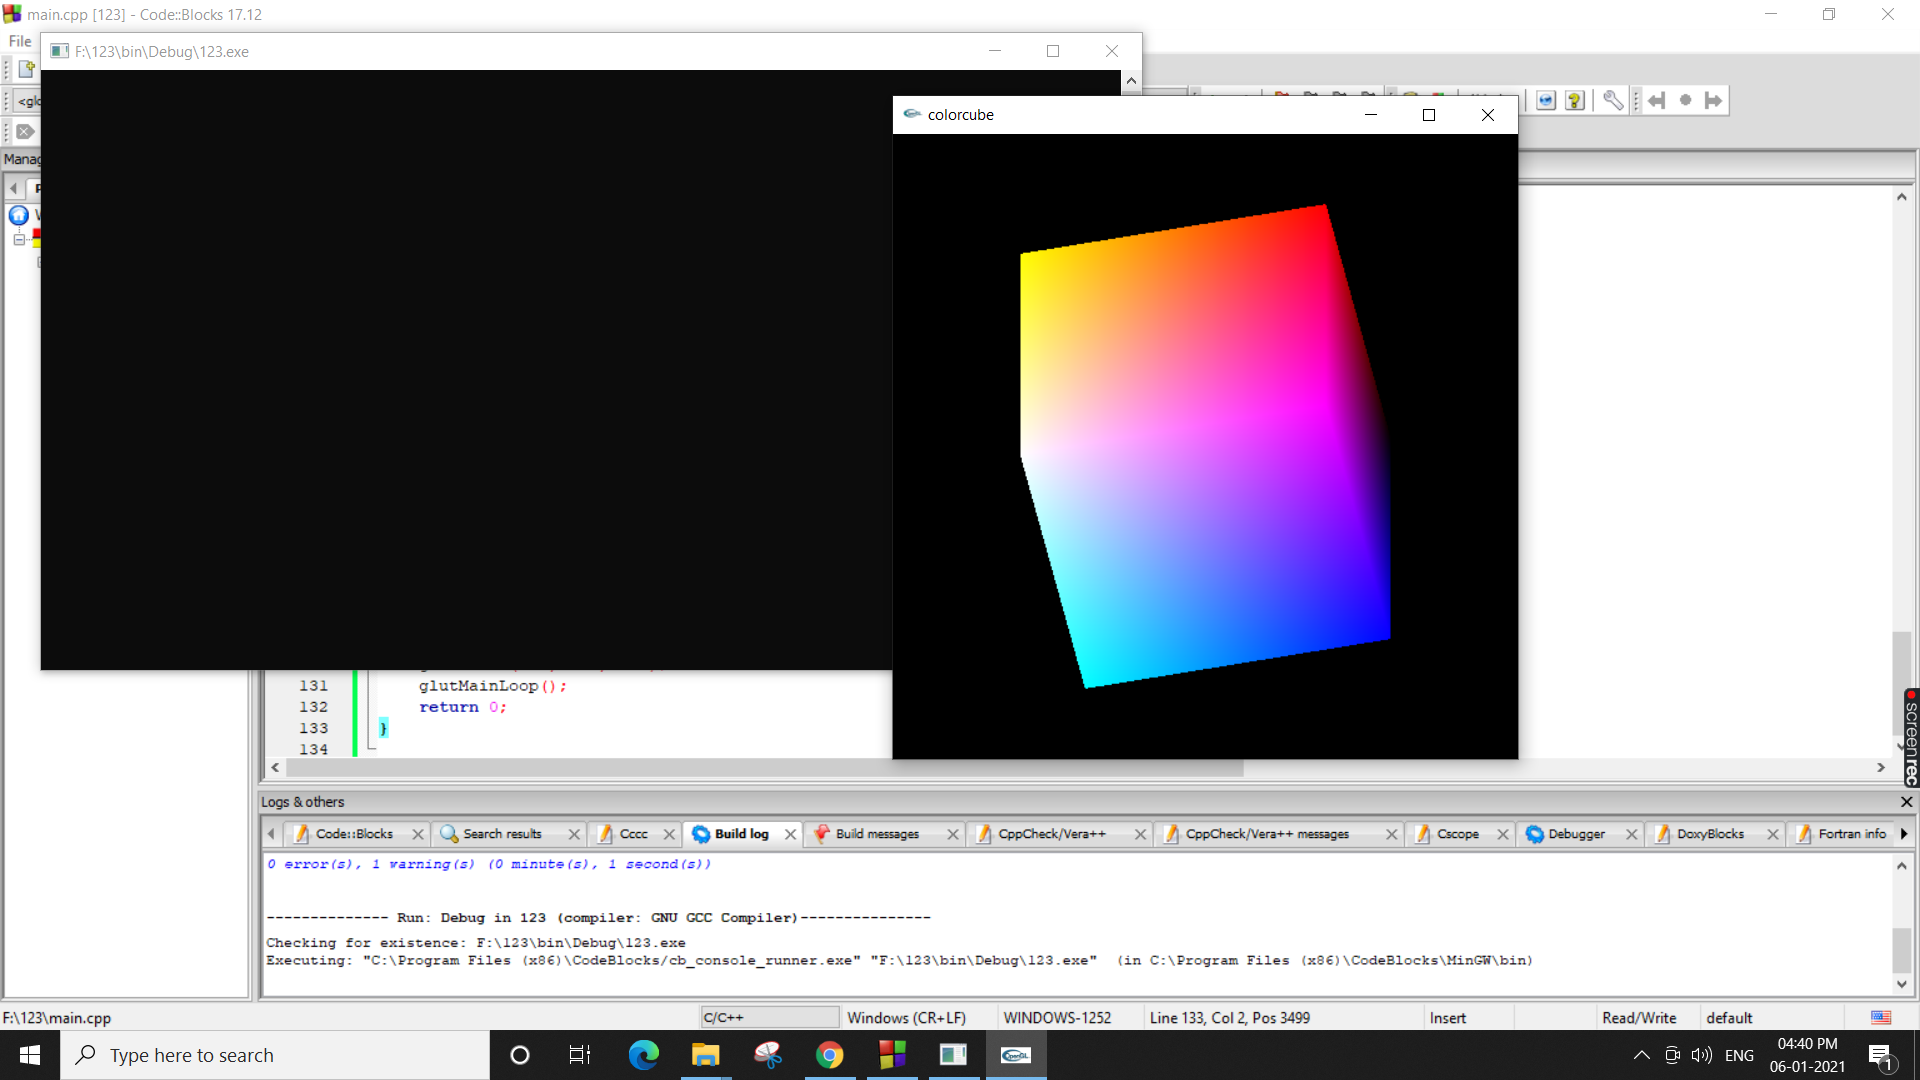 main.cpp [123] - Code::Blocks 17.12
File
F:\123\bin\Debug\123.exe
<glo
colorcube
Manag
131 glutMainLoop();
132 return 0;
133 }
134
Logs & others
Code::Blocks Search results Cccc Build log Build messages CppCheck/Vera++ CppCheck/Vera++ messages Cscope Debugger DoxyBlocks Fortran info
0 error(s), 1 warning(s) (0 minute(s), 1 second(s))
-------------- Run: Debug in 123 (compiler: GNU GCC Compiler)---------------
Checking for existence: F:\123\bin\Debug\123.exe
Executing: "C:\Program Files (x86)\CodeBlocks/cb_console_runner.exe" "F:\123\bin\Debug\123.exe"  (in C:\Program Files (x86)\CodeBlocks\MinGW\bin)
screenrec
F:\123\main.cpp C/C++ Windows (CR+LF) WINDOWS-1252 Line 133, Col 2, Pos 3499 Insert Read/Write default
Type here to search
OpenGL
ENG
04:40 PM
06-01-2021
1